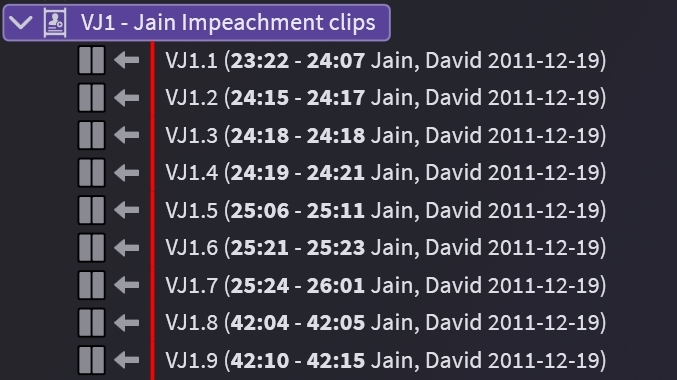 VJ1 - Jain Impeachment clips
VJ1.1 (23:22 - 24:07 Jain, David 2011-12-19)
VJ1.2 (24:15 - 24:17 Jain, David 2011-12-19)
VJ1.3 (24:18 - 24:18 Jain, David 2011-12-19)
VJ1.4 (24:19 - 24:21 Jain, David 2011-12-19)
VJ1.5 (25:06 - 25:11 Jain, David 2011-12-19)
VJ1.6 (25:21 - 25:23 Jain, David 2011-12-19)
VJ1.7 (25:24 - 26:01 Jain, David 2011-12-19)
VJ1.8 (42:04 - 42:05 Jain, David 2011-12-19)
VJ1.9 (42:10 - 42:15 Jain, David 2011-12-19)